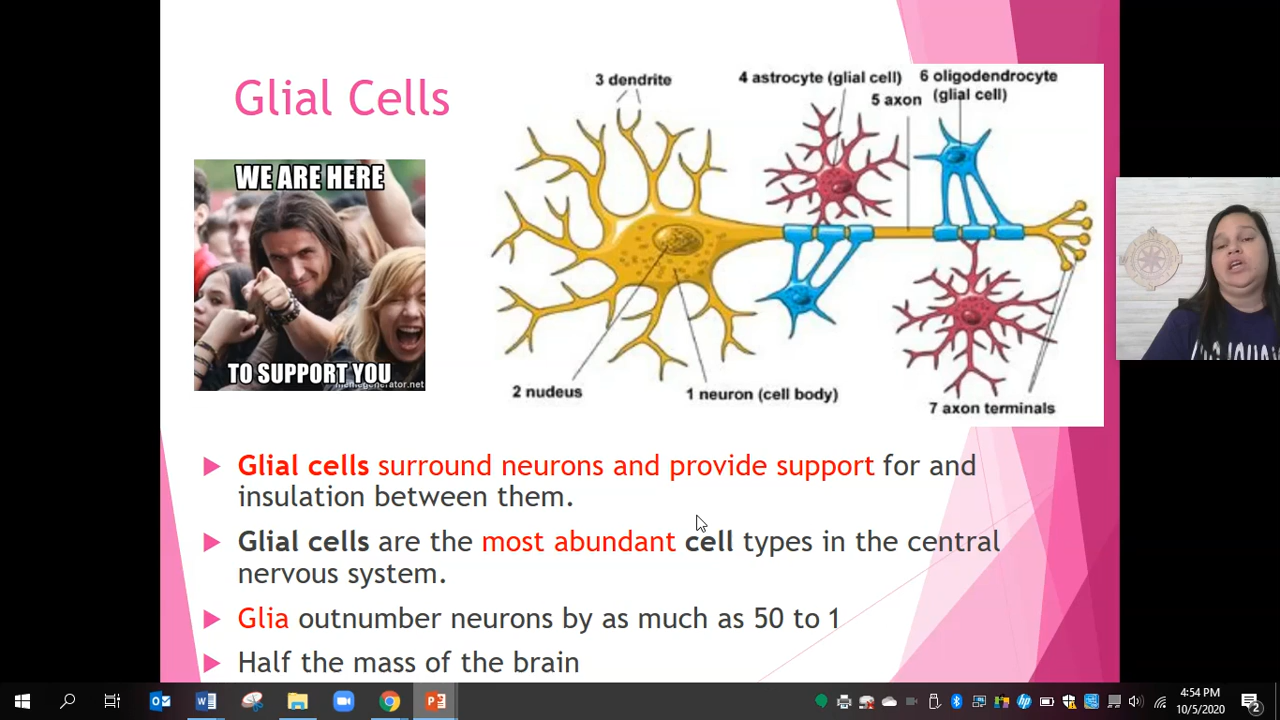 Glial Cells
3 dendrite
4 astrocyte (glial cell)
6 oligodendrocyte
(glial cell)
5 axon
WE ARE HERE
TO SUPPORT YOU
memegenerator.net
2 nudeus
1 neuron (cell body)
7 axon terminals
Glial cells surround neurons and provide support for and
insulation between them.
Glial cells are the most abundant cell types in the central
nervous system.
Glia outnumber neurons by as much as 50 to 1
Half the mass of the brain
4:54 PM
10/5/2020
2